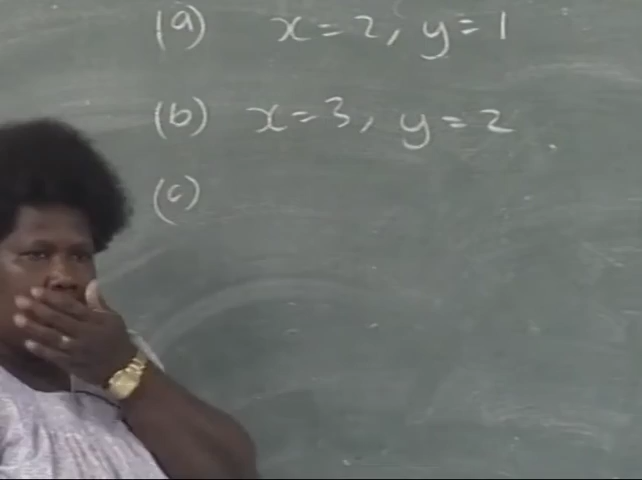 (a) x=2, y=1
(b) x=3, y=2
(c)